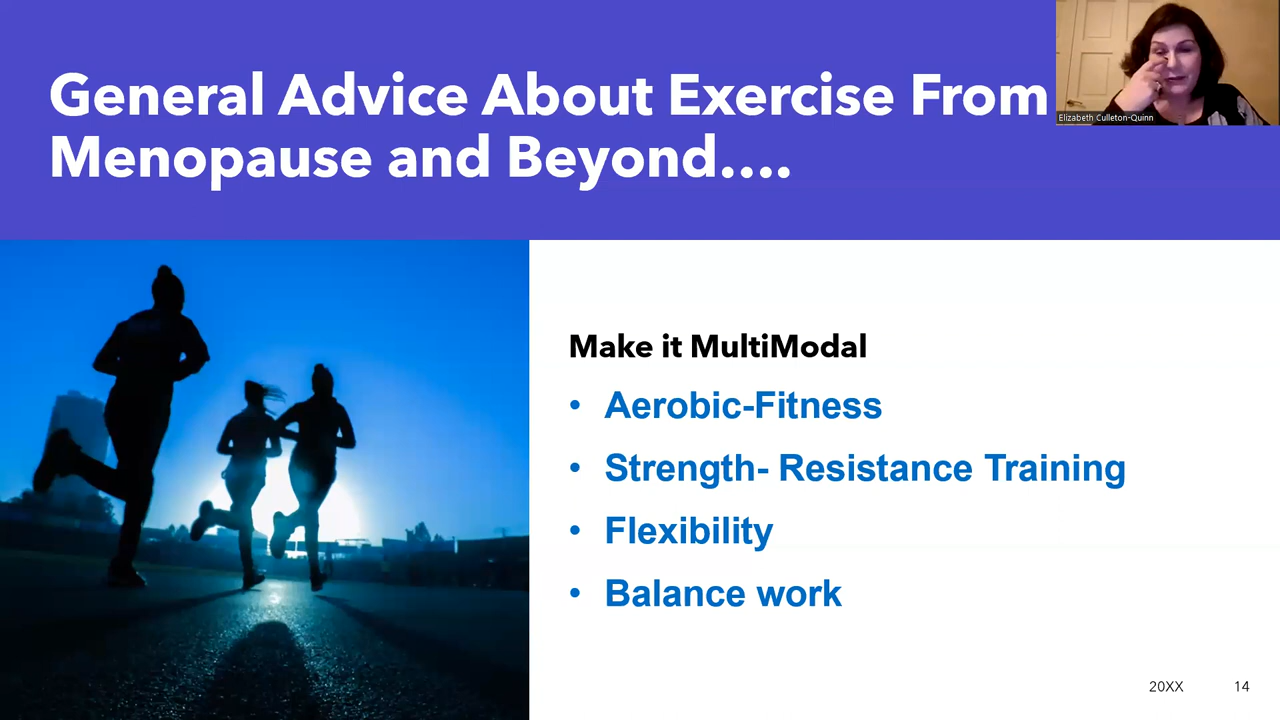 General Advice About Exercise From
Menopause and Beyond....
Elizabeth Culleton-Quinn
Make it MultiModal
• Aerobic-Fitness
• Strength- Resistance Training
• Flexibility
• Balance work
20XX 14